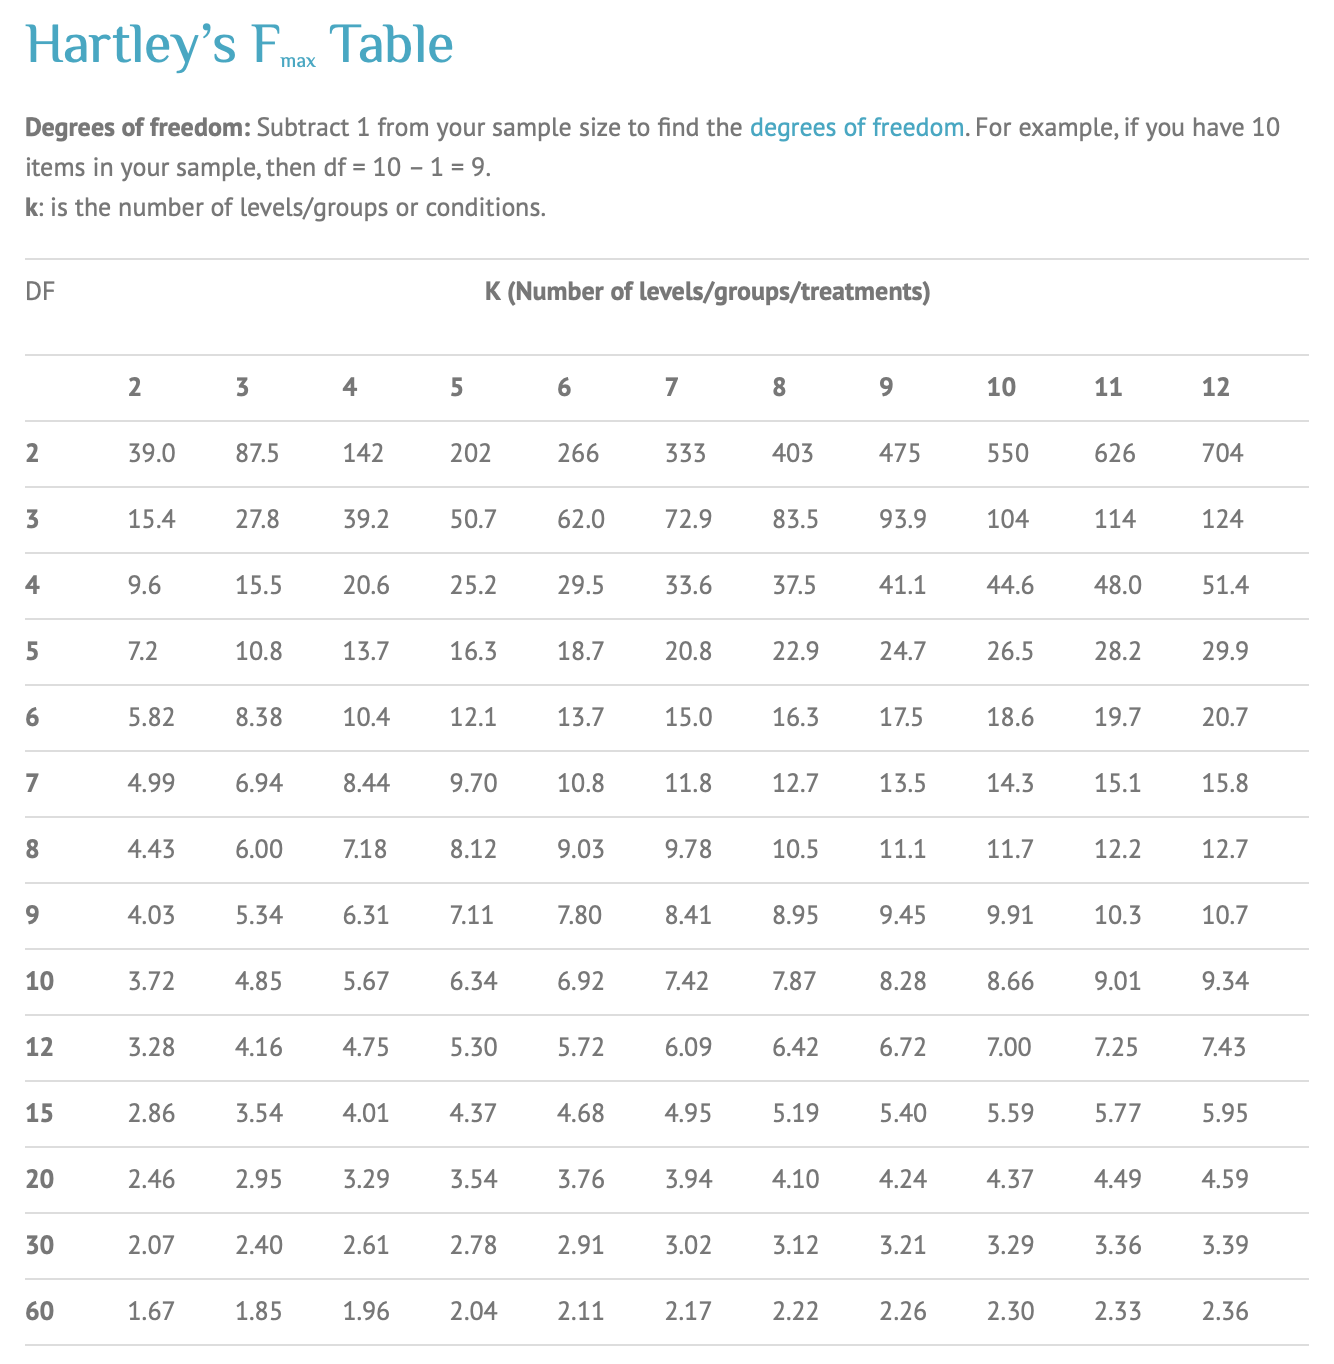 Hartley's Fmax Table
Degrees of freedom: Subtract 1 from your sample size to find the degrees of freedom. For example, if you have 10
items in your sample, then df = 10 – 1 = 9.
k: is the number of levels/groups or conditions.
DF K (Number of levels/groups/treatments)
2 3 4 5 6 7 8 9 10 11 12
2 39.0 87.5 142 202 266 333 403 475 550 626 704
3 15.4 27.8 39.2 50.7 62.0 72.9 83.5 93.9 104 114 124
4 9.6 15.5 20.6 25.2 29.5 33.6 37.5 41.1 44.6 48.0 51.4
5 7.2 10.8 13.7 16.3 18.7 20.8 22.9 24.7 26.5 28.2 29.9
6 5.82 8.38 10.4 12.1 13.7 15.0 16.3 17.5 18.6 19.7 20.7
7 4.99 6.94 8.44 9.70 10.8 11.8 12.7 13.5 14.3 15.1 15.8
8 4.43 6.00 7.18 8.12 9.03 9.78 10.5 11.1 11.7 12.2 12.7
9 4.03 5.34 6.31 7.11 7.80 8.41 8.95 9.45 9.91 10.3 10.7
10 3.72 4.85 5.67 6.34 6.92 7.42 7.87 8.28 8.66 9.01 9.34
12 3.28 4.16 4.75 5.30 5.72 6.09 6.42 6.72 7.00 7.25 7.43
15 2.86 3.54 4.01 4.37 4.68 4.95 5.19 5.40 5.59 5.77 5.95
20 2.46 2.95 3.29 3.54 3.76 3.94 4.10 4.24 4.37 4.49 4.59
30 2.07 2.40 2.61 2.78 2.91 3.02 3.12 3.21 3.29 3.36 3.39
60 1.67 1.85 1.96 2.04 2.11 2.17 2.22 2.26 2.30 2.33 2.36